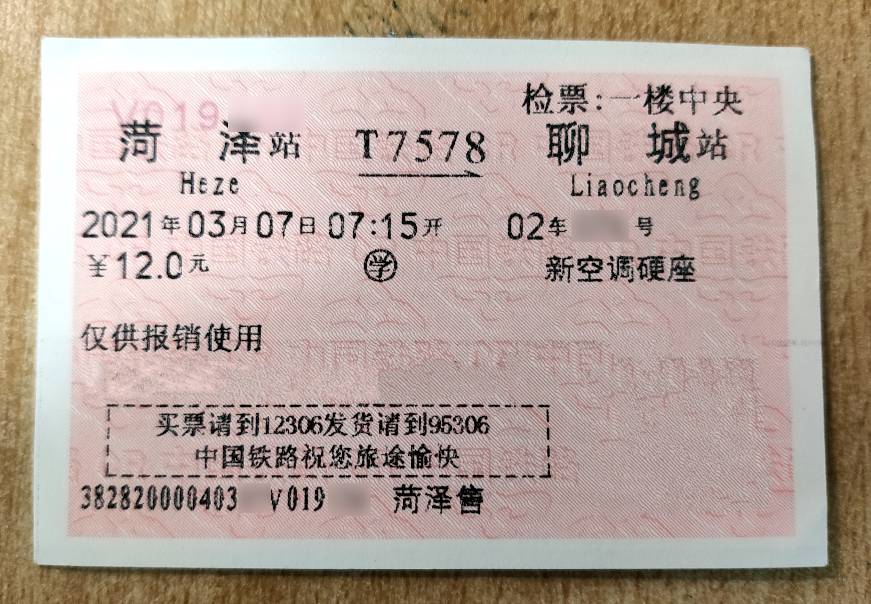 V019
检票:一楼中央
菏泽站 T7578 聊城站
Heze Liaocheng
2021年03月07日07:15开 02车 号
¥12.0元 学 新空调硬座
仅供报销使用
买票请到12306发货请到95306
中国铁路祝您旅途愉快
382820000403 V019 菏泽售